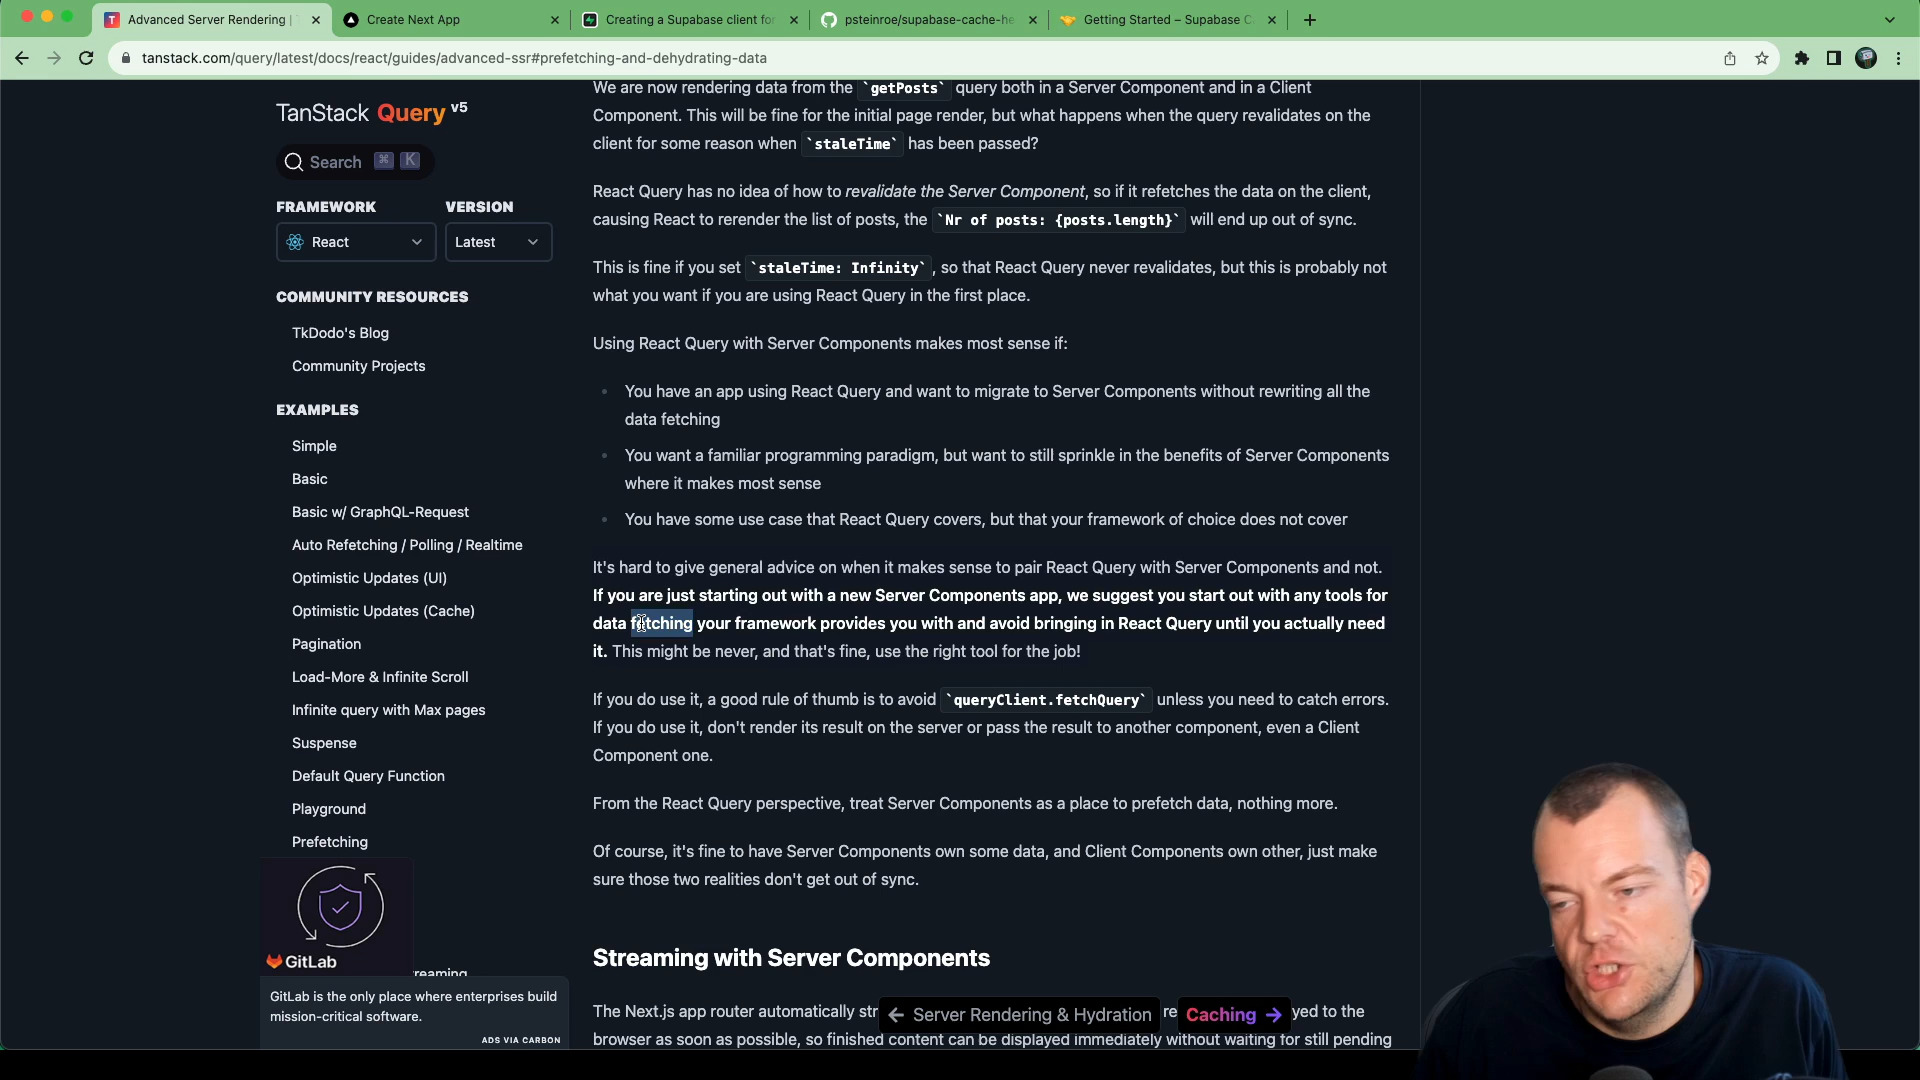 Advanced Server Rendering |
Create Next App
Creating a Supabase client for
psteinroe/supabase-cache-he
Getting Started – Supabase C
tanstack.com/query/latest/docs/react/guides/advanced-ssr#prefetching-and-dehydrating-data
TanStack Query v5
Search ⌘ K
FRAMEWORK
VERSION
React
Latest
COMMUNITY RESOURCES
TkDodo's Blog
Community Projects
EXAMPLES
Simple
Basic
Basic w/ GraphQL-Request
Auto Refetching / Polling / Realtime
Optimistic Updates (UI)
Optimistic Updates (Cache)
Pagination
Load-More & Infinite Scroll
Infinite query with Max pages
Suspense
Default Query Function
Playground
Prefetching
reaming
GitLab
GitLab is the only place where enterprises build
mission-critical software.
ADS VIA CARBON
We are now rendering data from the `getPosts` query both in a Server Component and in a Client
Component. This will be fine for the initial page render, but what happens when the query revalidates on the
client for some reason when `staleTime` has been passed?
React Query has no idea of how to revalidate the Server Component, so if it refetches the data on the client,
causing React to rerender the list of posts, the `Nr of posts: {posts.length}` will end up out of sync.
This is fine if you set `staleTime: Infinity`, so that React Query never revalidates, but this is probably not
what you want if you are using React Query in the first place.
Using React Query with Server Components makes most sense if:
• You have an app using React Query and want to migrate to Server Components without rewriting all the
data fetching
• You want a familiar programming paradigm, but want to still sprinkle in the benefits of Server Components
where it makes most sense
• You have some use case that React Query covers, but that your framework of choice does not cover
It's hard to give general advice on when it makes sense to pair React Query with Server Components and not.
If you are just starting out with a new Server Components app, we suggest you start out with any tools for
data fetching your framework provides you with and avoid bringing in React Query until you actually need
it. This might be never, and that's fine, use the right tool for the job!
If you do use it, a good rule of thumb is to avoid `queryClient.fetchQuery` unless you need to catch errors.
If you do use it, don't render its result on the server or pass the result to another component, even a Client
Component one.
From the React Query perspective, treat Server Components as a place to prefetch data, nothing more.
Of course, it's fine to have Server Components own some data, and Client Components own other, just make
sure those two realities don't get out of sync.
Streaming with Server Components
The Next.js app router automatically str
re
yed to the
← Server Rendering & Hydration
Caching →
browser as soon as possible, so finished content can be displayed immediately without waiting for still pending